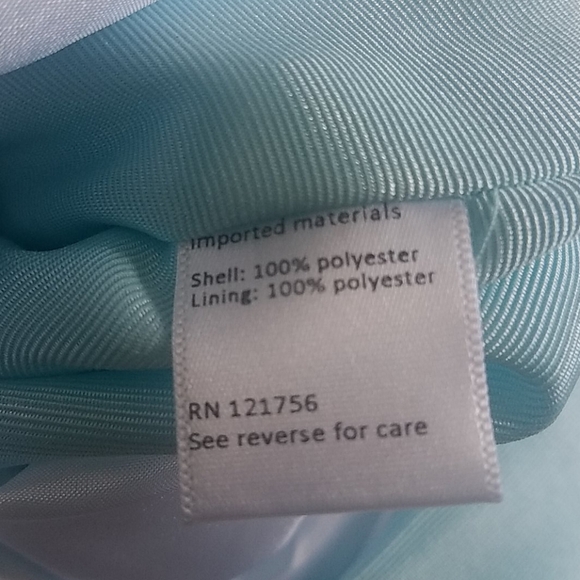 imported materials
Shell: 100% polyester
Lining: 100% polyester
RN 121756
See reverse for care